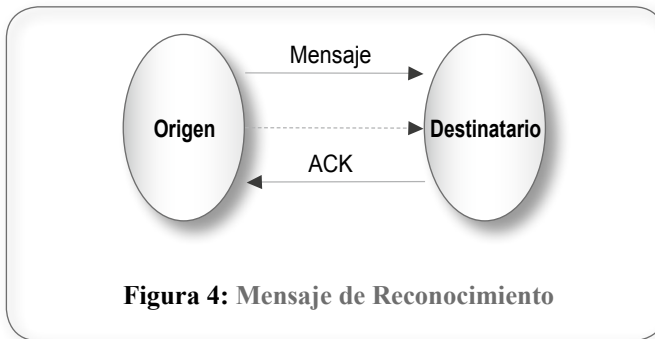 Mensaje
Origen
Destinatario
ACK
Figura 4: Mensaje de Reconocimiento